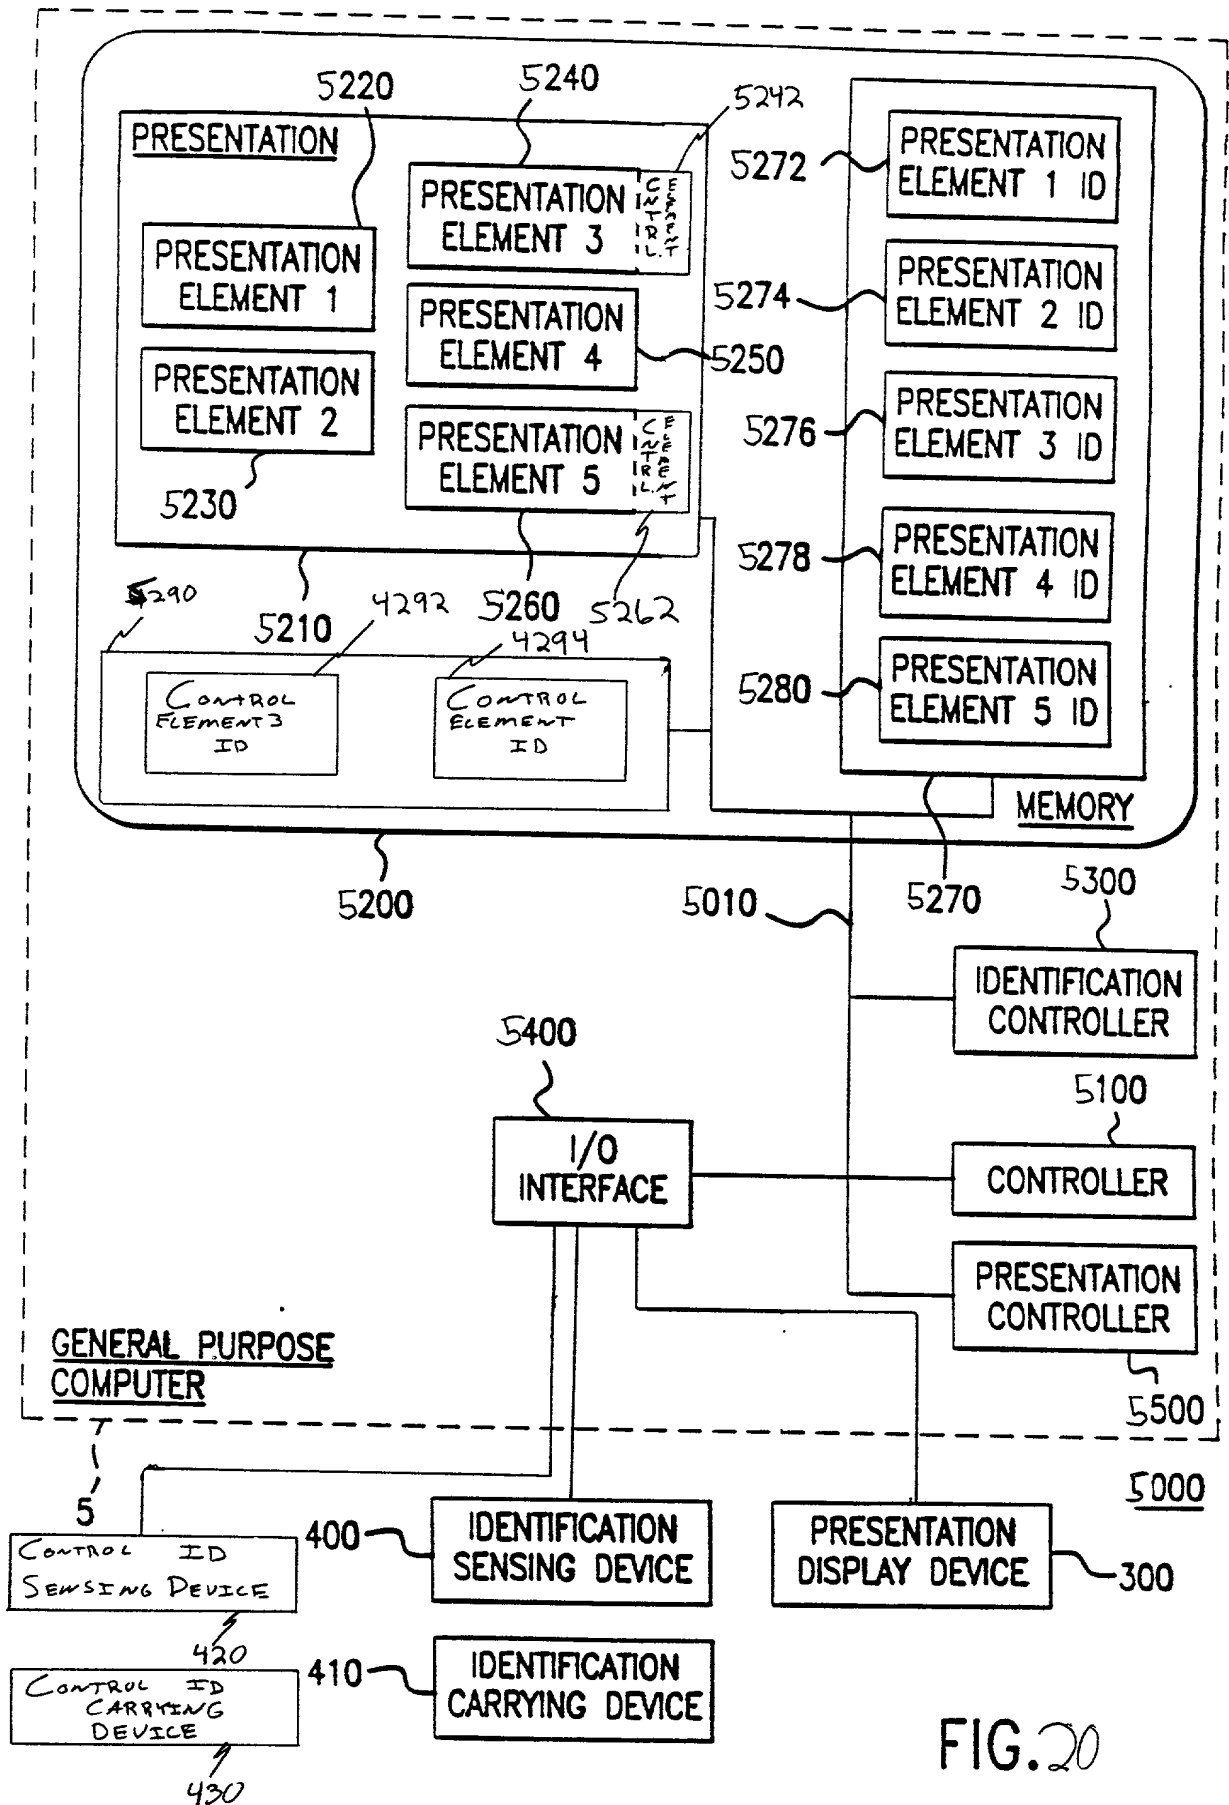 5220
5240
5242
PRESENTATION
PRESENTATION
ELEMENT 1
PRESENTATION
ELEMENT 2
5230
PRESENTATION
ELEMENT 3
CNTRL.
ELEMENT
PRESENTATION
ELEMENT 4
5250
PRESENTATION
ELEMENT 5
CNTRL.
ELEMENT
5210
5260
5262
5272
PRESENTATION
ELEMENT 1 ID
5274
PRESENTATION
ELEMENT 2 ID
5276
PRESENTATION
ELEMENT 3 ID
5278
PRESENTATION
ELEMENT 4 ID
5280
PRESENTATION
ELEMENT 5 ID
5290
4292
4294
CONTROL
ELEMENT 3
ID
CONTROL
ELEMENT
ID
MEMORY
5200
5010
5270
5300
IDENTIFICATION
CONTROLLER
5400
I/O
INTERFACE
5100
CONTROLLER
PRESENTATION
CONTROLLER
5500
GENERAL PURPOSE
COMPUTER
5
5000
CONTROL ID
SENSING DEVICE
420
400
IDENTIFICATION
SENSING DEVICE
PRESENTATION
DISPLAY DEVICE
300
CONTROL ID
CARRYING
DEVICE
430
410
IDENTIFICATION
CARRYING DEVICE
FIG. 20